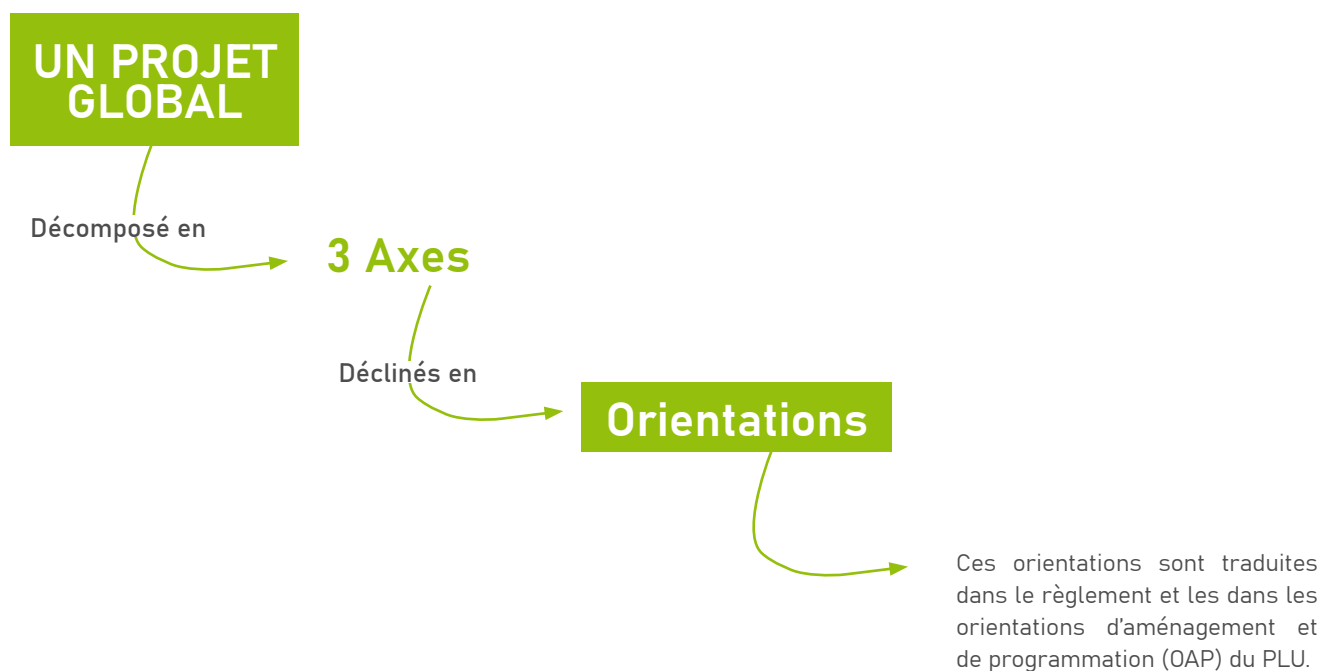 UN PROJET
GLOBAL
Décomposé en
3 Axes
Déclinés en
Orientations
Ces orientations sont traduites
dans le règlement et les dans les
orientations d'aménagement et
de programmation (OAP) du PLU.